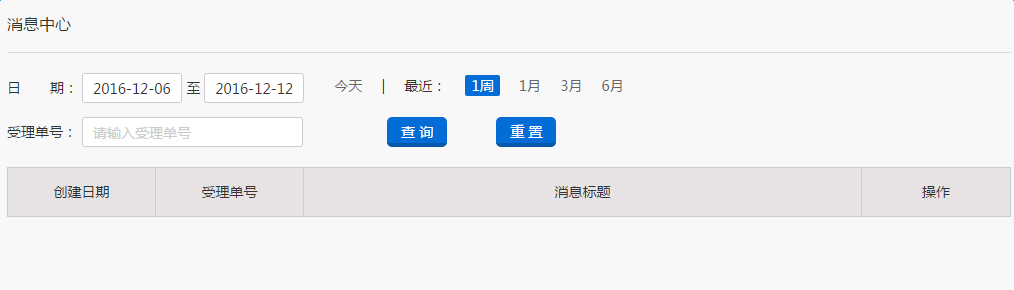 消息中心
日 期： 2016-12-06 至 2016-12-12 今天 | 最近： 1周 1月 3月 6月
受理单号： 请输入受理单号 查 询 重 置
创建日期 受理单号 消息标题 操作